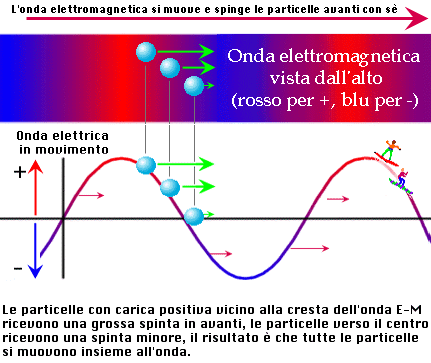 L'onda elettromagnetica si muove e spinge le particelle avanti con sè
Onda elettromagnetica
vista dall'alto
(rosso per +, blu per -)
Onda elettrica
in movimento
+
-
Le particelle con carica positiva vicino alla cresta dell'onda E-M
ricevono una grossa spinta in avanti, le particelle verso il centro
ricevono una spinta minore, il risultato è che tutte le particelle
si muovono insieme all'onda.